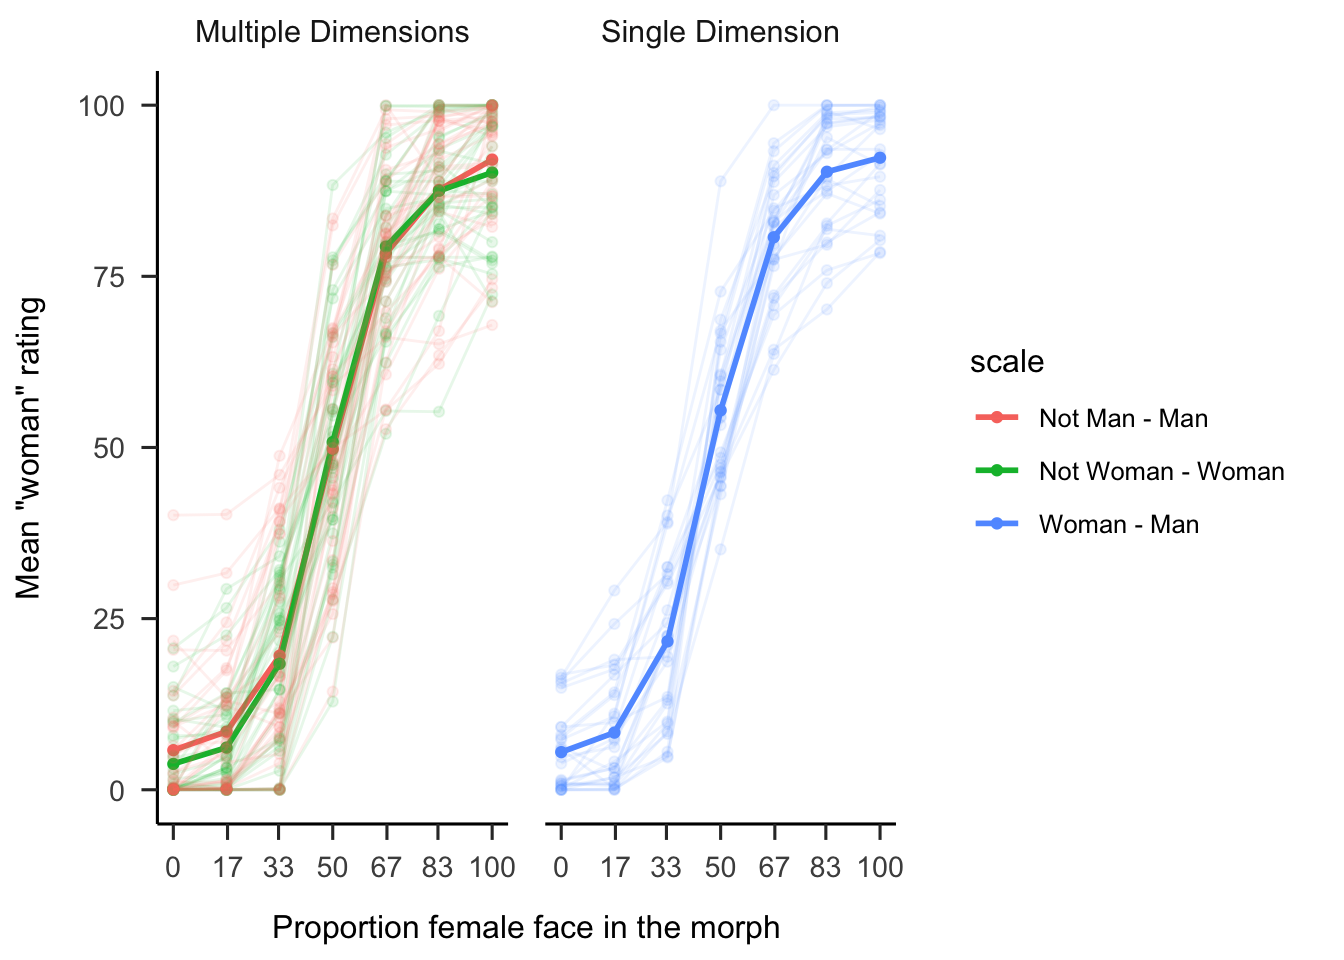 Multiple Dimensions
Single Dimension
Mean "woman" rating
100
75
50
25
0
0 17 33 50 67 83 100
0 17 33 50 67 83 100
Proportion female face in the morph
scale
Not Man - Man
Not Woman - Woman
Woman - Man